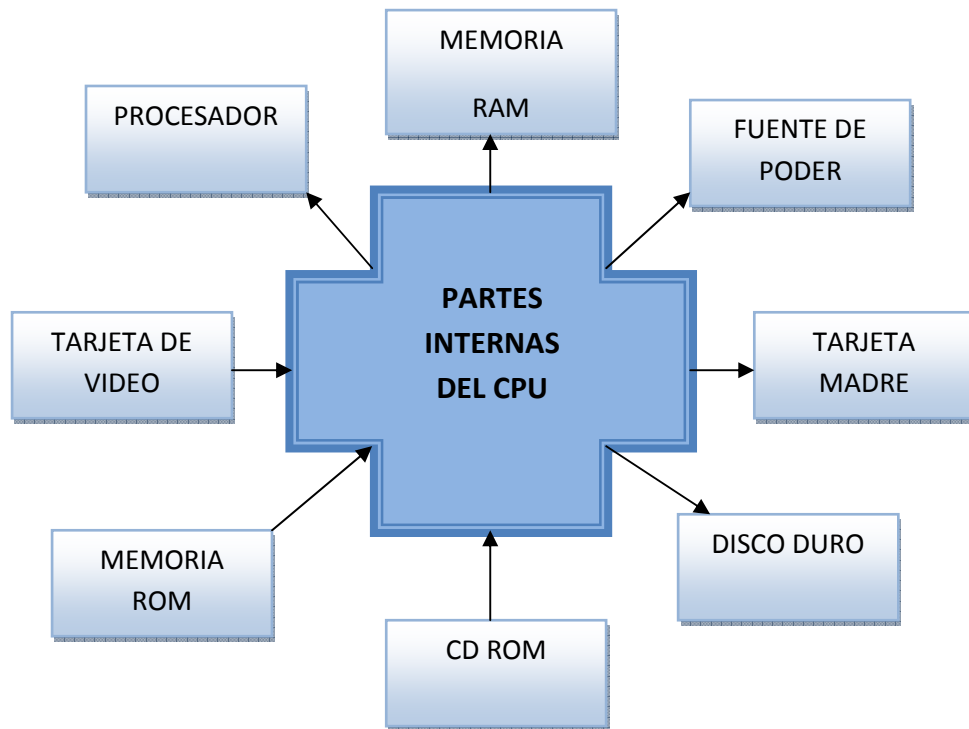 MEMORIA
RAM
PROCESADOR
FUENTE DE
PODER
PARTES
INTERNAS
DEL CPU
TARJETA DE
VIDEO
TARJETA
MADRE
MEMORIA
ROM
DISCO DURO
CD ROM